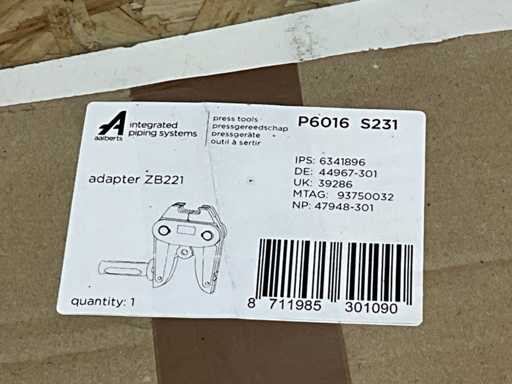 A
aalberts
integrated
piping systems
press tools
pressgereedschap
pressgeräte
outil à sertir
P6016 S231
IPS: 6341896
DE: 44967-301
UK: 39286
MTAG: 93750032
NP: 47948-301
adapter ZB221
quantity: 1
8 711985 301090